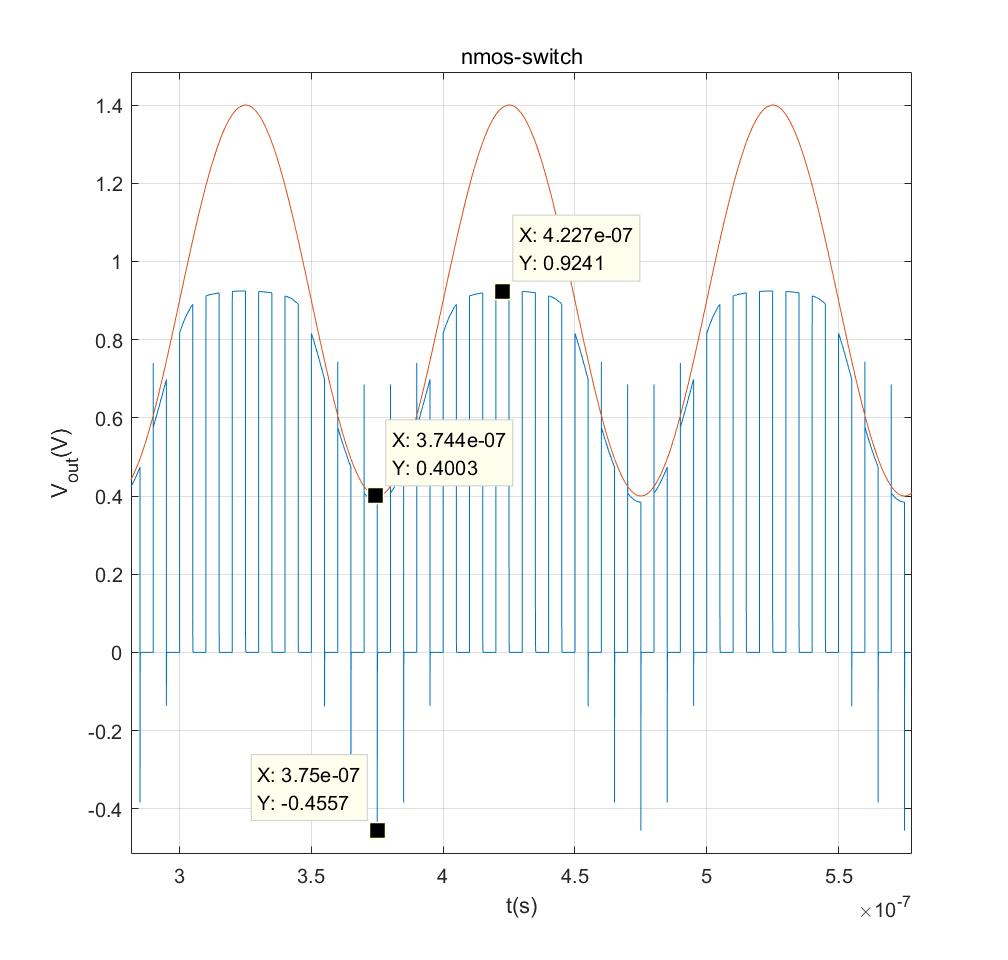 nmos-switch
1.4
1.2
1
0.8
0.6
0.4
0.2
0
-0.2
-0.4
V_out(V)
X: 4.227e-07
Y: 0.9241
X: 3.744e-07
Y: 0.4003
X: 3.75e-07
Y: -0.4557
3 3.5 4 4.5 5 5.5
t(s)
×10^-7